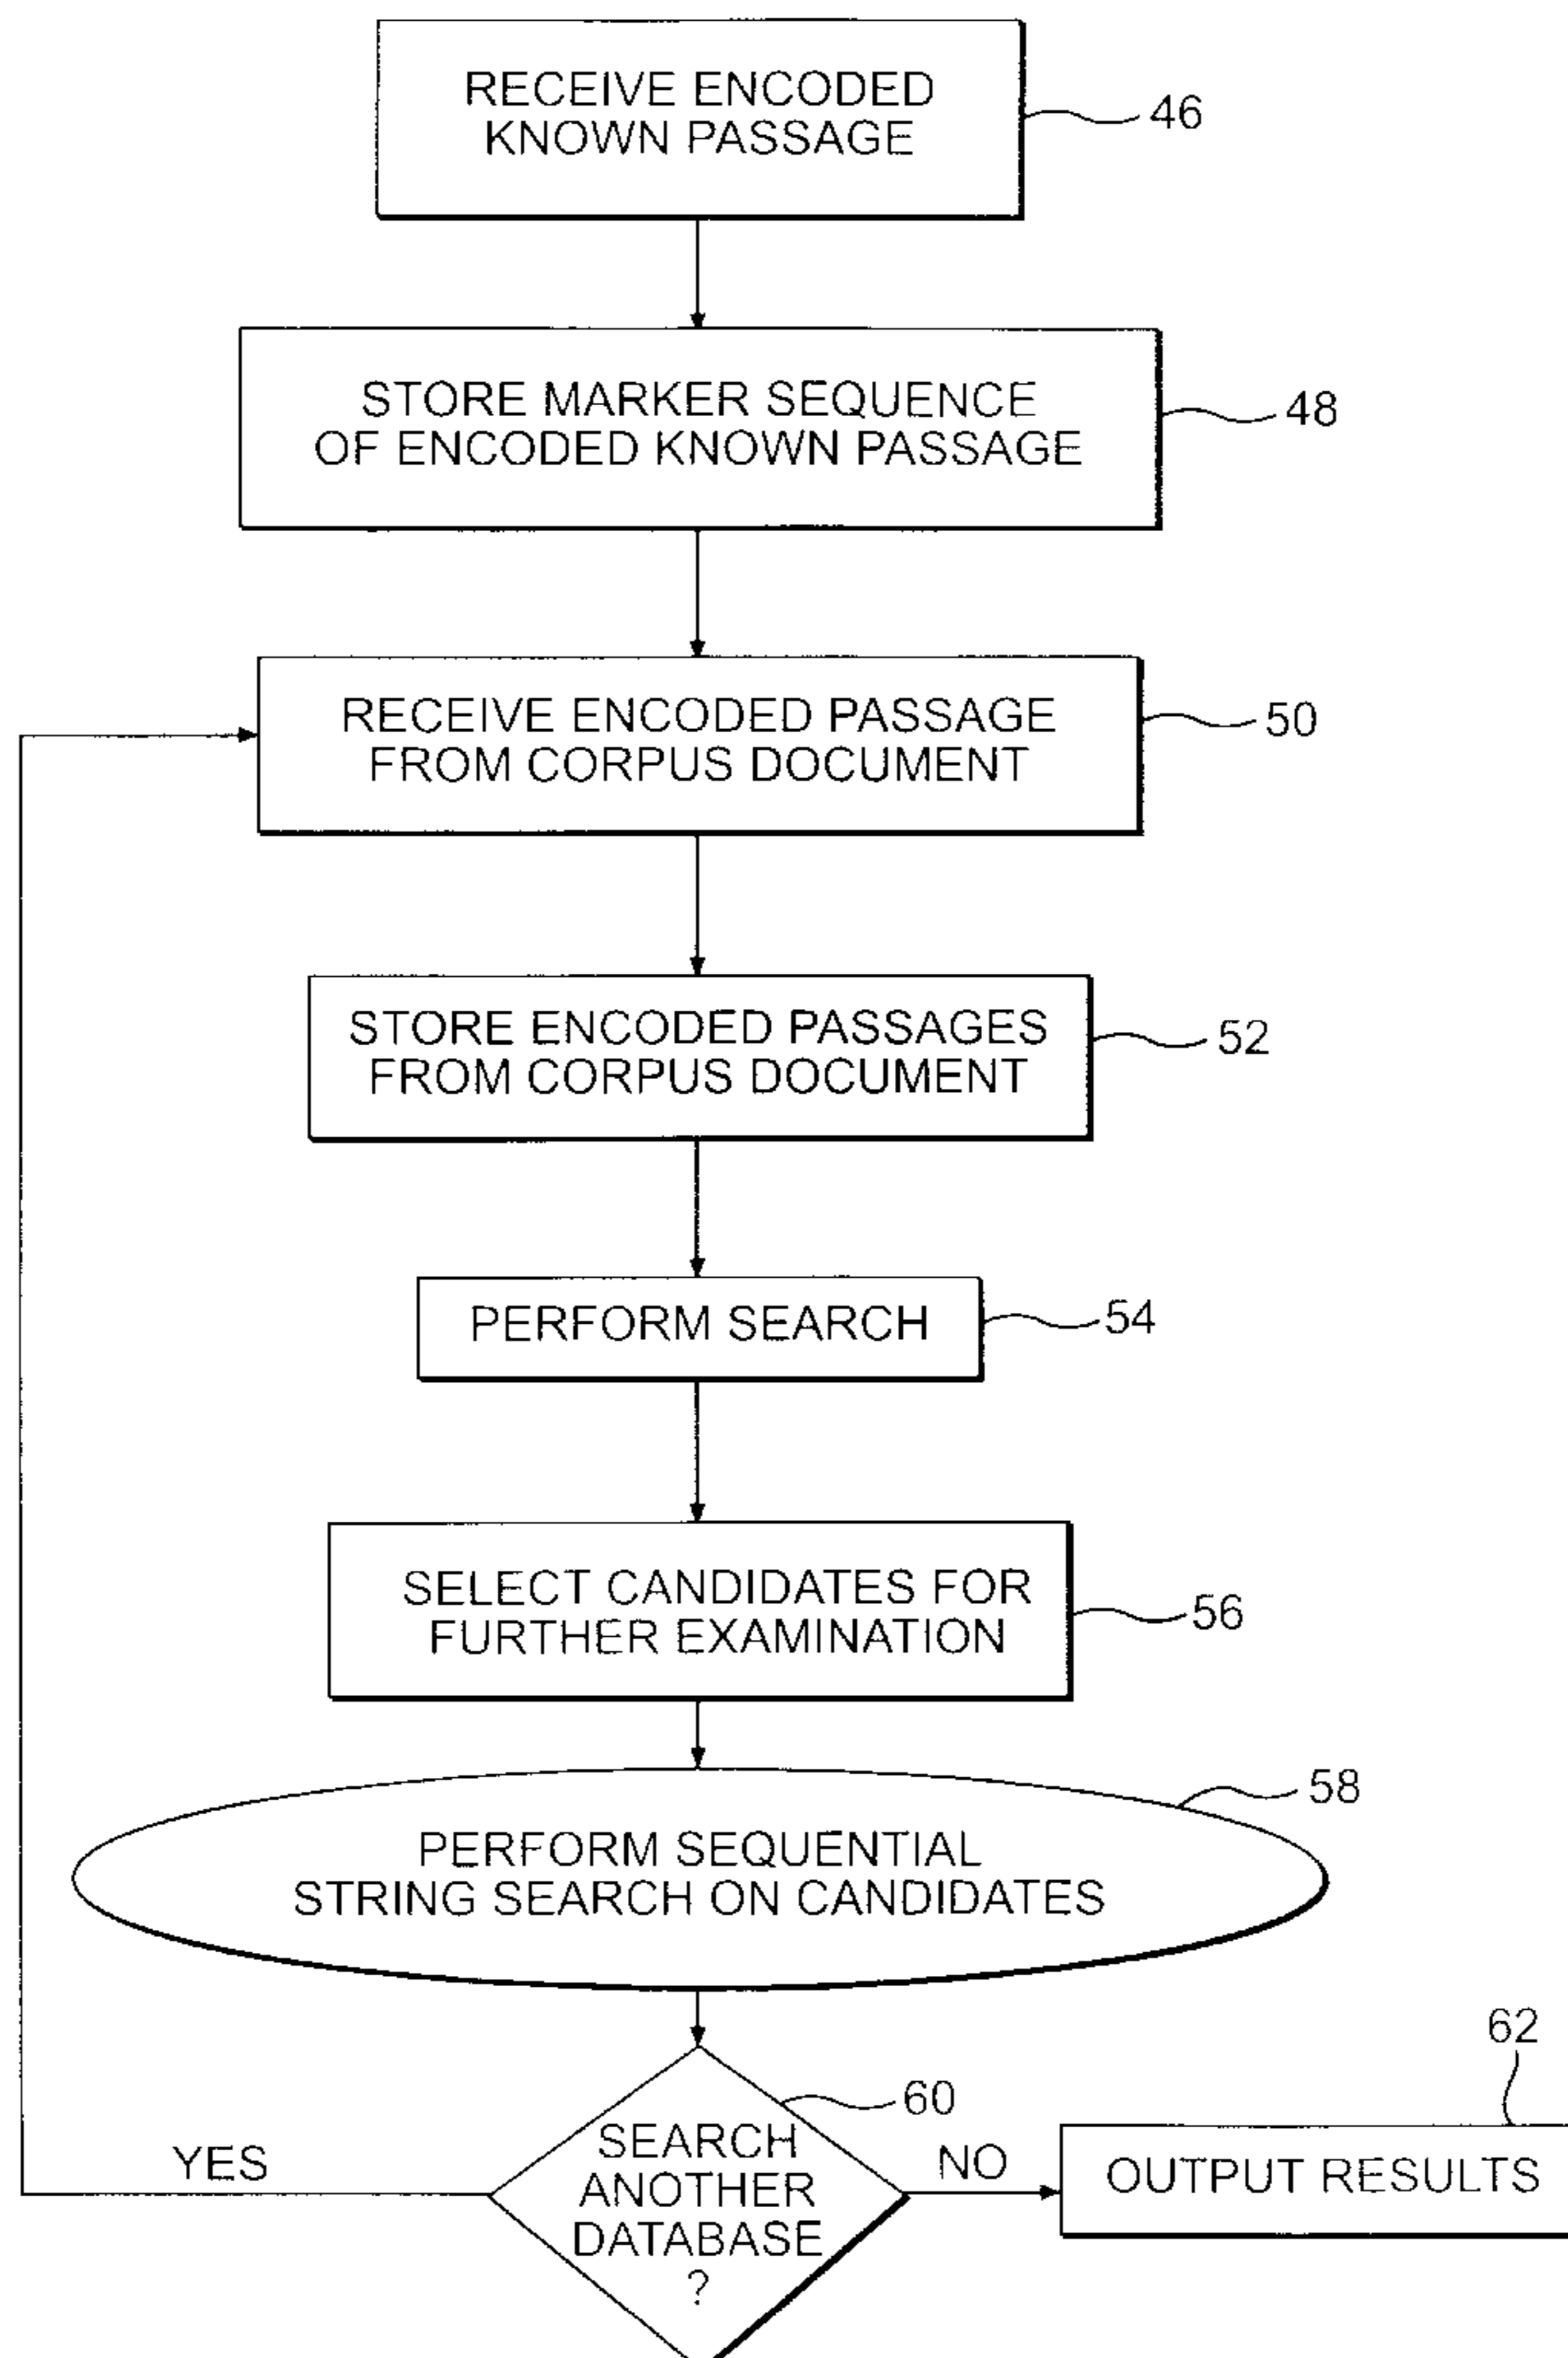 RECEIVE ENCODED
KNOWN PASSAGE
46
STORE MARKER SEQUENCE
OF ENCODED KNOWN PASSAGE
48
RECEIVE ENCODED PASSAGE
FROM CORPUS DOCUMENT
50
STORE ENCODED PASSAGES
FROM CORPUS DOCUMENT
52
PERFORM SEARCH
54
SELECT CANDIDATES FOR
FURTHER EXAMINATION
56
PERFORM SEQUENTIAL
STRING SEARCH ON CANDIDATES
58
SEARCH
ANOTHER
DATABASE
?
60
YES
NO
OUTPUT RESULTS
62